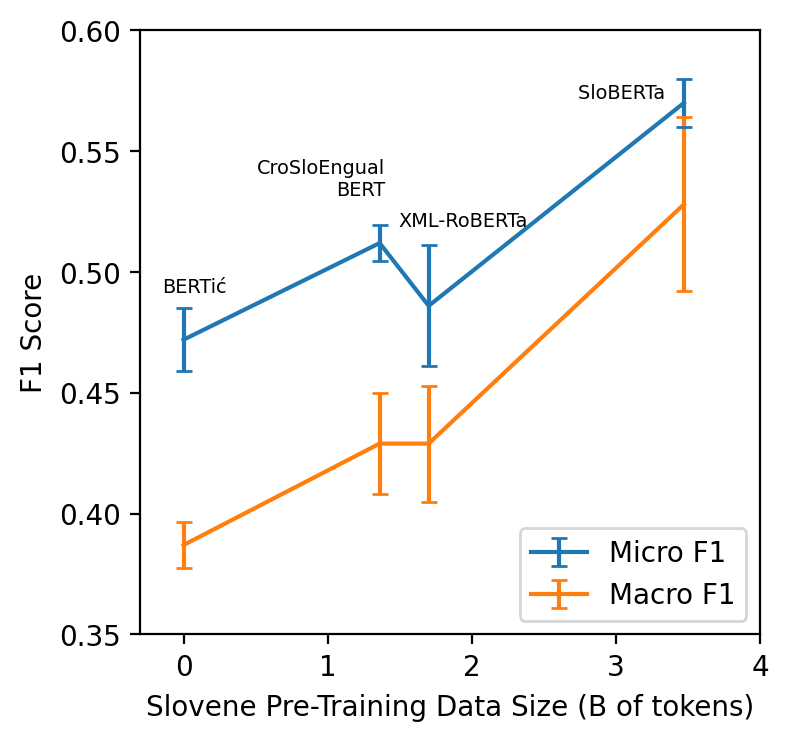 0.60
0.55
0.50
0.45
0.40
0.35
F1 Score
SloBERTa
CroSloEngual
BERT
XML-RoBERTa
BERTić
Micro F1
Macro F1
0 1 2 3 4
Slovene Pre-Training Data Size (B of tokens)